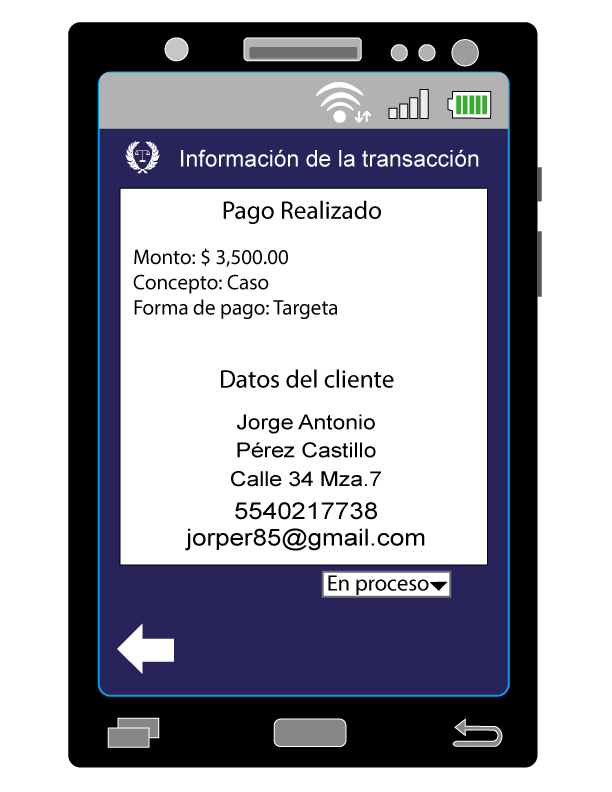 Información de la transacción
Pago Realizado
Monto: $ 3,500.00
Concepto: Caso
Forma de pago: Targeta
Datos del cliente
Jorge Antonio
Pérez Castillo
Calle 34 Mza.7
5540217738
jorper85@gmail.com
En proceso